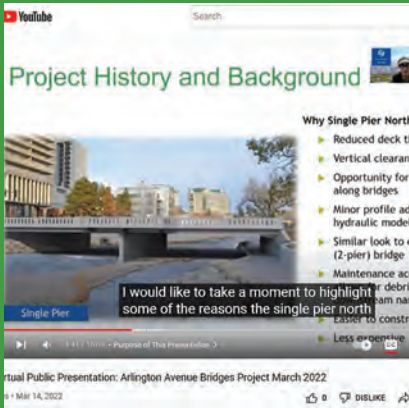 YouTube
Search
Project History and Background
Why Single Pier North
Reduced deck
Vertical clearan
Opportunity for
along bridges
Minor profile ad
hydraulic mode
Similar look to
(2-pier) bridge
Maintenance ac
for debri
eam na
Easier to constr
Less expensive
I would like to take a moment to highlight
some of the reasons the single pier north
Single Pier
Purpose of This Presentation
rtual Public Presentation: Arlington Avenue Bridges Project March 2022
Mar 14, 2022
0 DISLIKE